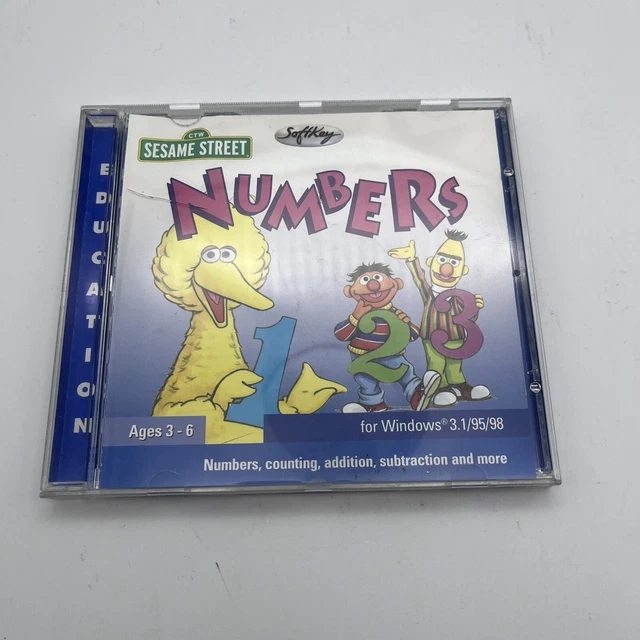 EDUCATION
CTW
SESAME STREET
SoftKey
NUMBERS
1 2 3
Ages 3 - 6
for Windows® 3.1/95/98
Numbers, counting, addition, subtraction and more